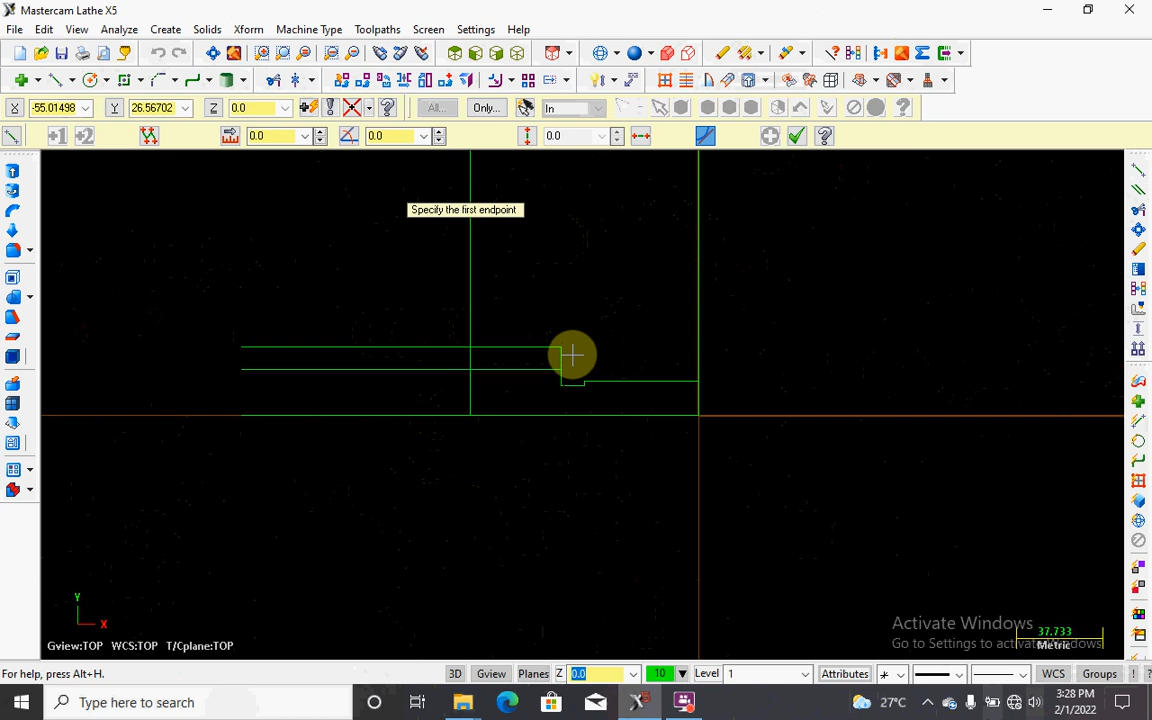 Mastercam Lathe X5
File Edit View Analyze Create Solids Xform Machine Type Toolpaths Screen Settings Help
X -55.01498 Y 26.56702 Z 0.0 All... Only... In
+1 +2 0.0 0.0 0.0
Specify the first endpoint
Y
X
Gview:TOP WCS:TOP T/Cplane:TOP
Activate Windows
Go to Settings to activate Windows.
37.733
Metric
For help, press Alt+H.
3D Gview Planes Z 0.0 10 Level 1 Attributes WCS Groups ! ?
Type here to search
27°C
3:28 PM
2/1/2022